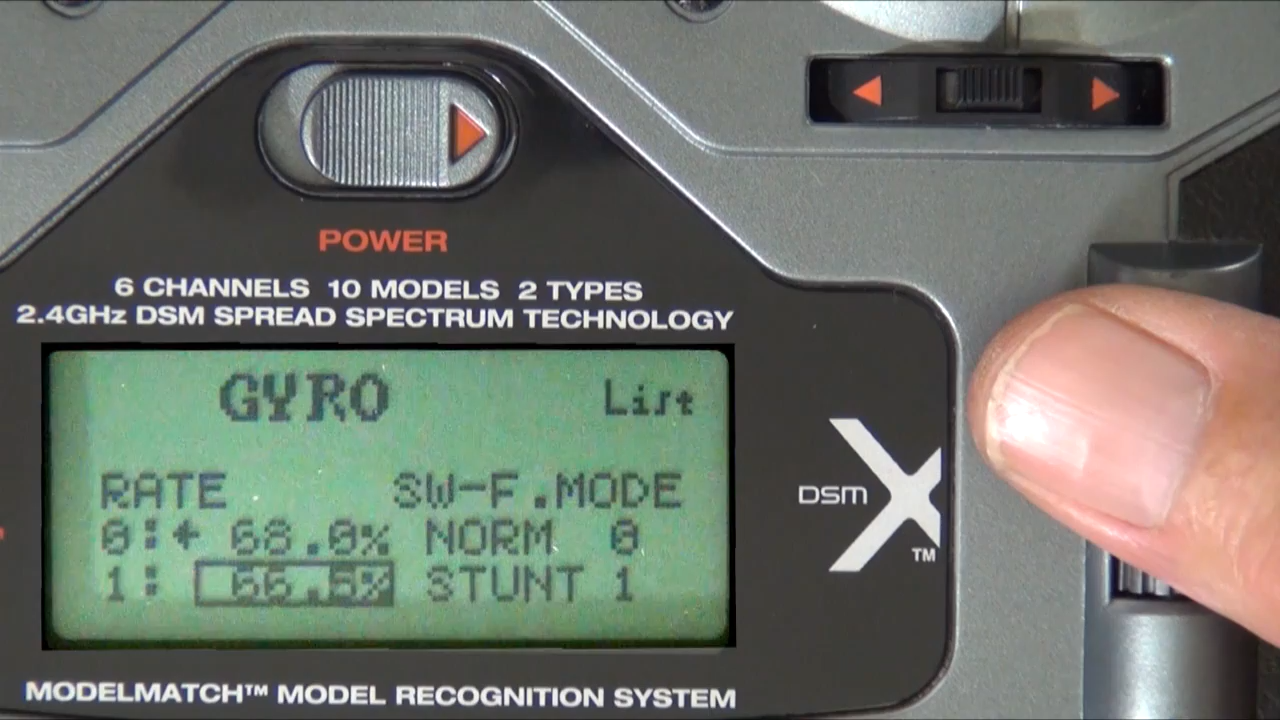 POWER
6 CHANNELS 10 MODELS 2 TYPES
2.4GHz DSM SPREAD SPECTRUM TECHNOLOGY
GYRO List
RATE SW-F.MODE
0:← 68.0% NORM 0
1: 66.5% STUNT 1
DSM X
TM
MODELMATCH™ MODEL RECOGNITION SYSTEM